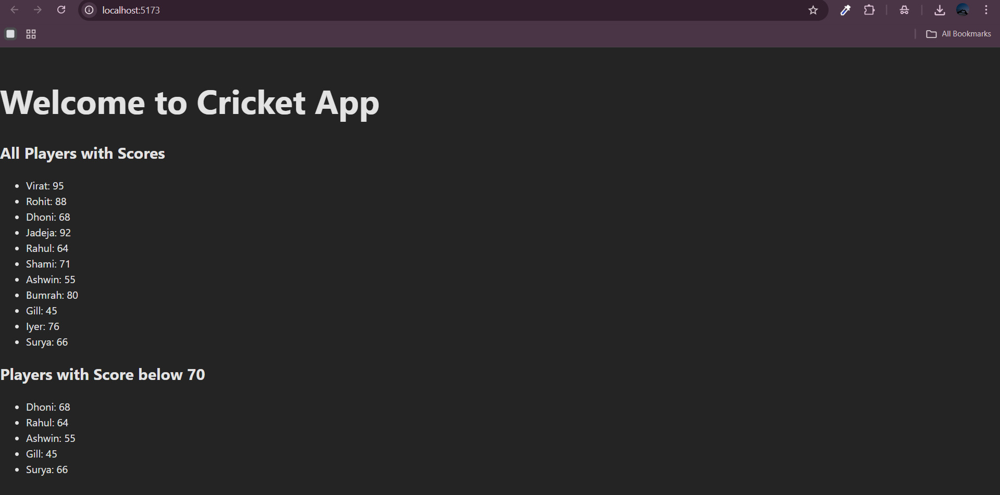 localhost:5173
All Bookmarks
Welcome to Cricket App
All Players with Scores
Virat: 95
Rohit: 88
Dhoni: 68
Jadeja: 92
Rahul: 64
Shami: 71
Ashwin: 55
Bumrah: 80
Gill: 45
Iyer: 76
Surya: 66
Players with Score below 70
Dhoni: 68
Rahul: 64
Ashwin: 55
Gill: 45
Surya: 66